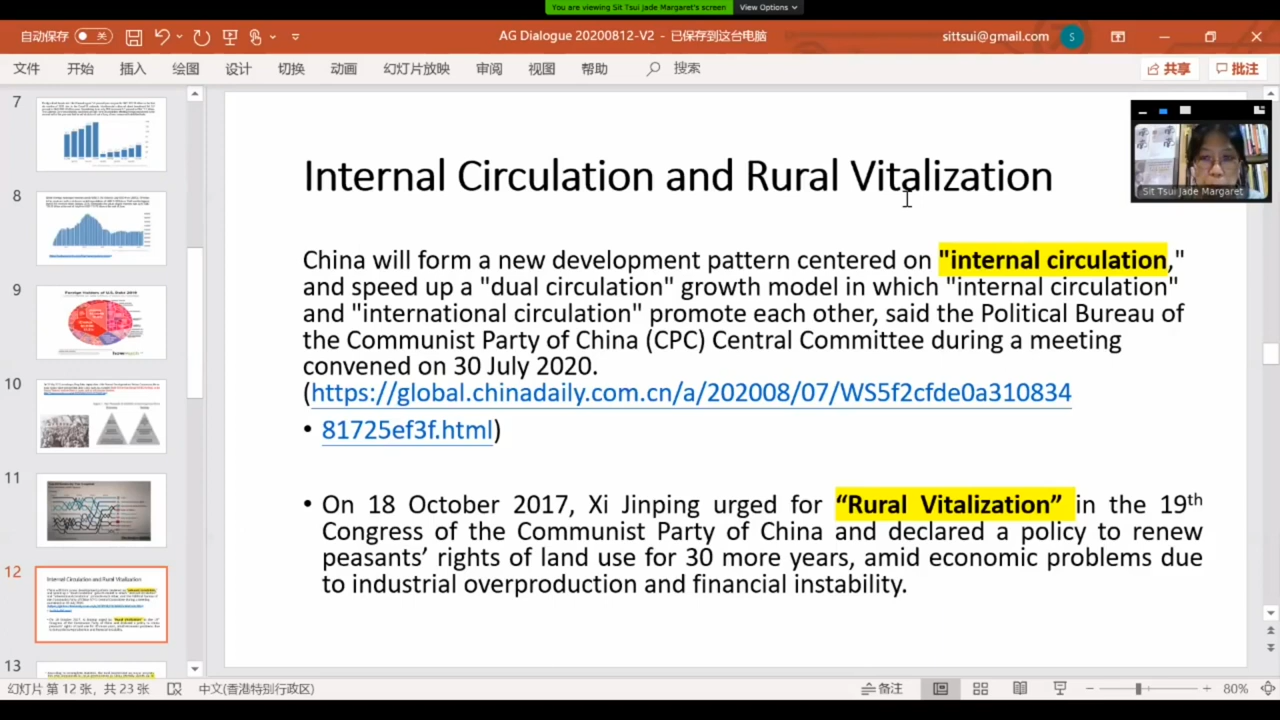 You are viewing Sit Tsui Jade Margaret's screen
View Options
自动保存 关
AG Dialogue 20200812-V2 - 已保存到这台电脑
sittsui@gmail.com
S
文件 开始 插入 绘图 设计 切换 动画 幻灯片放映 审阅 视图 帮助 搜索
共享 批注
7
8
9
10
11
12
Internal Circulation and Rural Vitalization
13
Sit Tsui Jade Margaret
Internal Circulation and Rural Vitalization
China will form a new development pattern centered on "internal circulation,"
and speed up a "dual circulation" growth model in which "internal circulation"
and "international circulation" promote each other, said the Political Bureau of
the Communist Party of China (CPC) Central Committee during a meeting
convened on 30 July 2020.
(https://global.chinadaily.com.cn/a/202008/07/WS5f2cfde0a310834
• 81725ef3f.html)
• On 18 October 2017, Xi Jinping urged for “Rural Vitalization” in the 19th
Congress of the Communist Party of China and declared a policy to renew
peasants’ rights of land use for 30 more years, amid economic problems due
to industrial overproduction and financial instability.
幻灯片 第 12 张，共 23 张 中文(香港特别行政区)
备注
80%